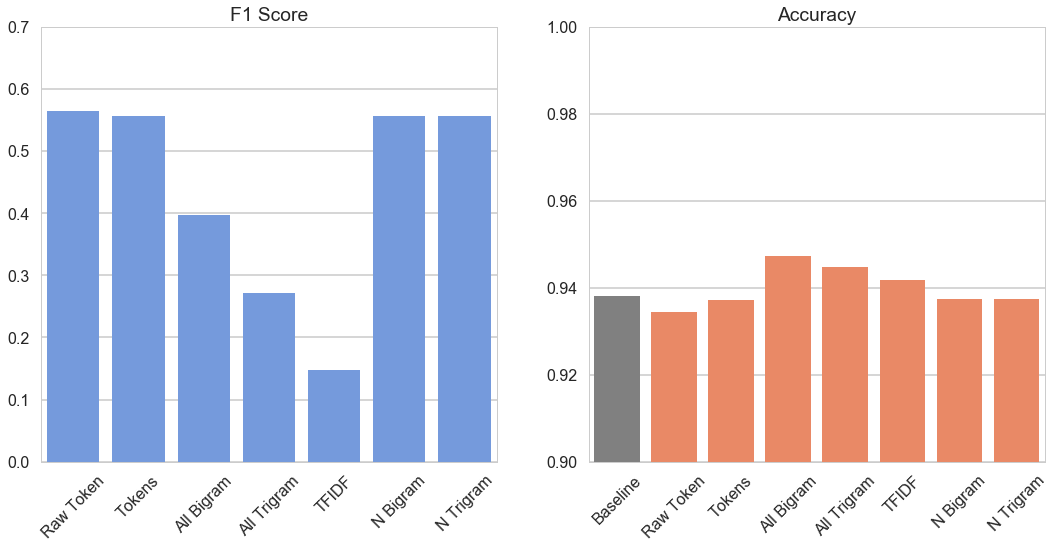 F1 Score
0.7
0.6
0.5
0.4
0.3
0.2
0.1
0.0
Raw Token
Tokens
All Bigram
All Trigram
TFIDF
N Bigram
N Trigram
Accuracy
1.00
0.98
0.96
0.94
0.92
0.90
Baseline
Raw Token
Tokens
All Bigram
All Trigram
TFIDF
N Bigram
N Trigram